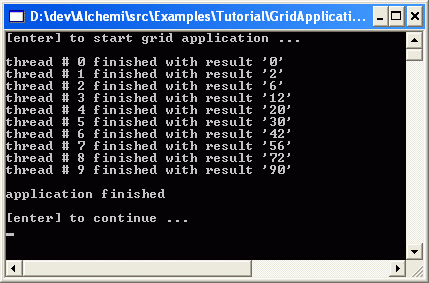 D:\dev\Alchemi\src\Examples\Tutorial\GridApplicati...
[enter] to start grid application ...
thread # 0 finished with result '0'
thread # 1 finished with result '2'
thread # 2 finished with result '6'
thread # 3 finished with result '12'
thread # 4 finished with result '20'
thread # 5 finished with result '30'
thread # 6 finished with result '42'
thread # 7 finished with result '56'
thread # 8 finished with result '72'
thread # 9 finished with result '90'
application finished
[enter] to continue ...